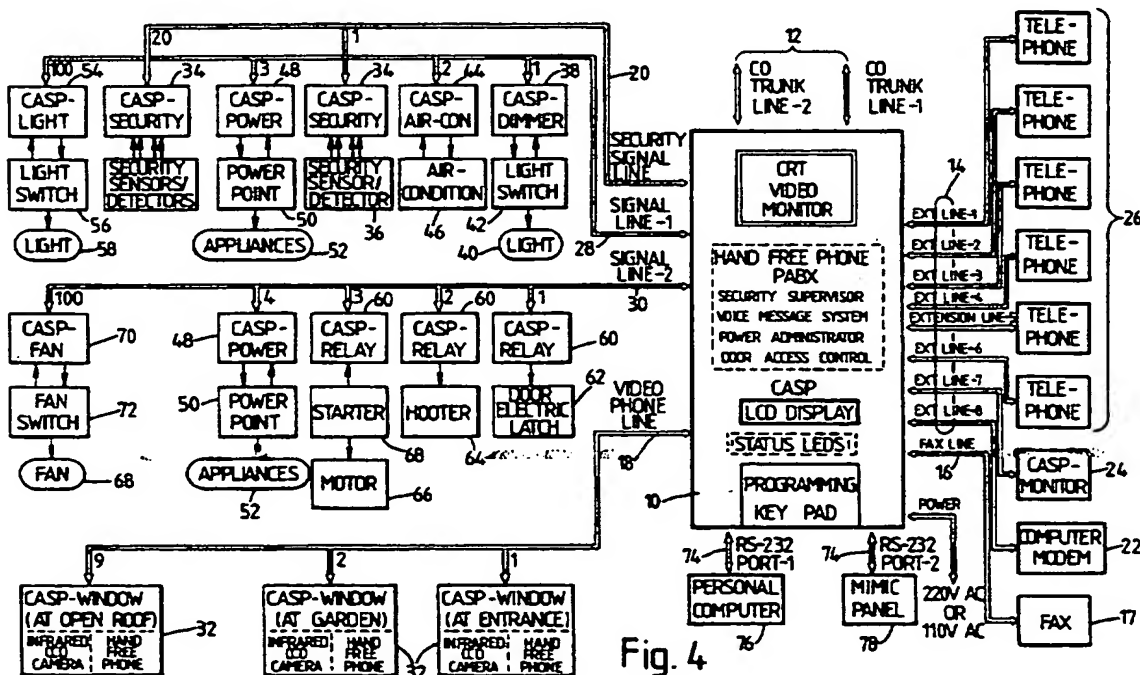 20
1
12
TELE-
PHONE
100
54
34
3
48
34
2
44
1
38
20
CO
TRUNK
LINE-2
CO
TRUNK
LINE-1
CASP-
LIGHT
CASP-
SECURITY
CASP-
POWER
CASP-
SECURITY
CASP-
AIR-CON
CASP-
DIMMER
TELE-
PHONE
SECURITY
SIGNAL
LINE
LIGHT
SWITCH
SECURITY
SENSORS/
DETECTORS
POWER
POINT
SECURITY
SENSOR/
DETECTOR
AIR-
CONDITION
LIGHT
SWITCH
CRT
VIDEO
MONITOR
14
TELE-
PHONE
26
56
50
36
46
42
SIGNAL
LINE-1
28
EXT LINE-1
LIGHT
58
APPLIANCES
52
40
LIGHT
SIGNAL
LINE-2
30
HAND FREE PHONE
PABX
SECURITY SUPERVISOR
VOICE MESSAGE SYSTEM
POWER ADMINISTRATOR
DOOR ACCESS CONTROL
EXT LINE-2
EXT LINE-3
EXT LINE-4
EXTENSION LINE-5
EXT LINE-6
EXT LINE-7
EXT LINE-8
TELE-
PHONE
TELE-
PHONE
TELE-
PHONE
100
4
3
60
2
60
1
CASP-
FAN
70
48
CASP-
POWER
CASP-
RELAY
CASP-
RELAY
CASP-
RELAY
60
FAN
SWITCH
72
50
POWER
POINT
STARTER
68
HOOTER
64
DOOR
ELECTRIC
LATCH
62
VIDEO
PHONE
LINE
18
CASP
LCD DISPLAY
STATUS LEDS
FAX LINE
16
FAN
68
APPLIANCES
52
MOTOR
66
10
PROGRAMMING
KEY PAD
POWER
CASP-
MONITOR
24
9
2
1
74
RS-232
PORT-1
74
RS-232
PORT-2
COMPUTER
MODEM
22
CASP-WINDOW
(AT OPEN ROOF)
INFRARED
CCD
CAMERA
HAND
FREE
PHONE
32
CASP-WINDOW
(AT GARDEN)
INFRARED
CCD
CAMERA
HAND
FREE
PHONE
32
CASP-WINDOW
(AT ENTRANCE)
INFRARED
CCD
CAMERA
HAND
FREE
PHONE
PERSONAL
COMPUTER
76
MIMIC
PANEL
78
220V AC
OR
110V AC
FAX
17
Fig. 4